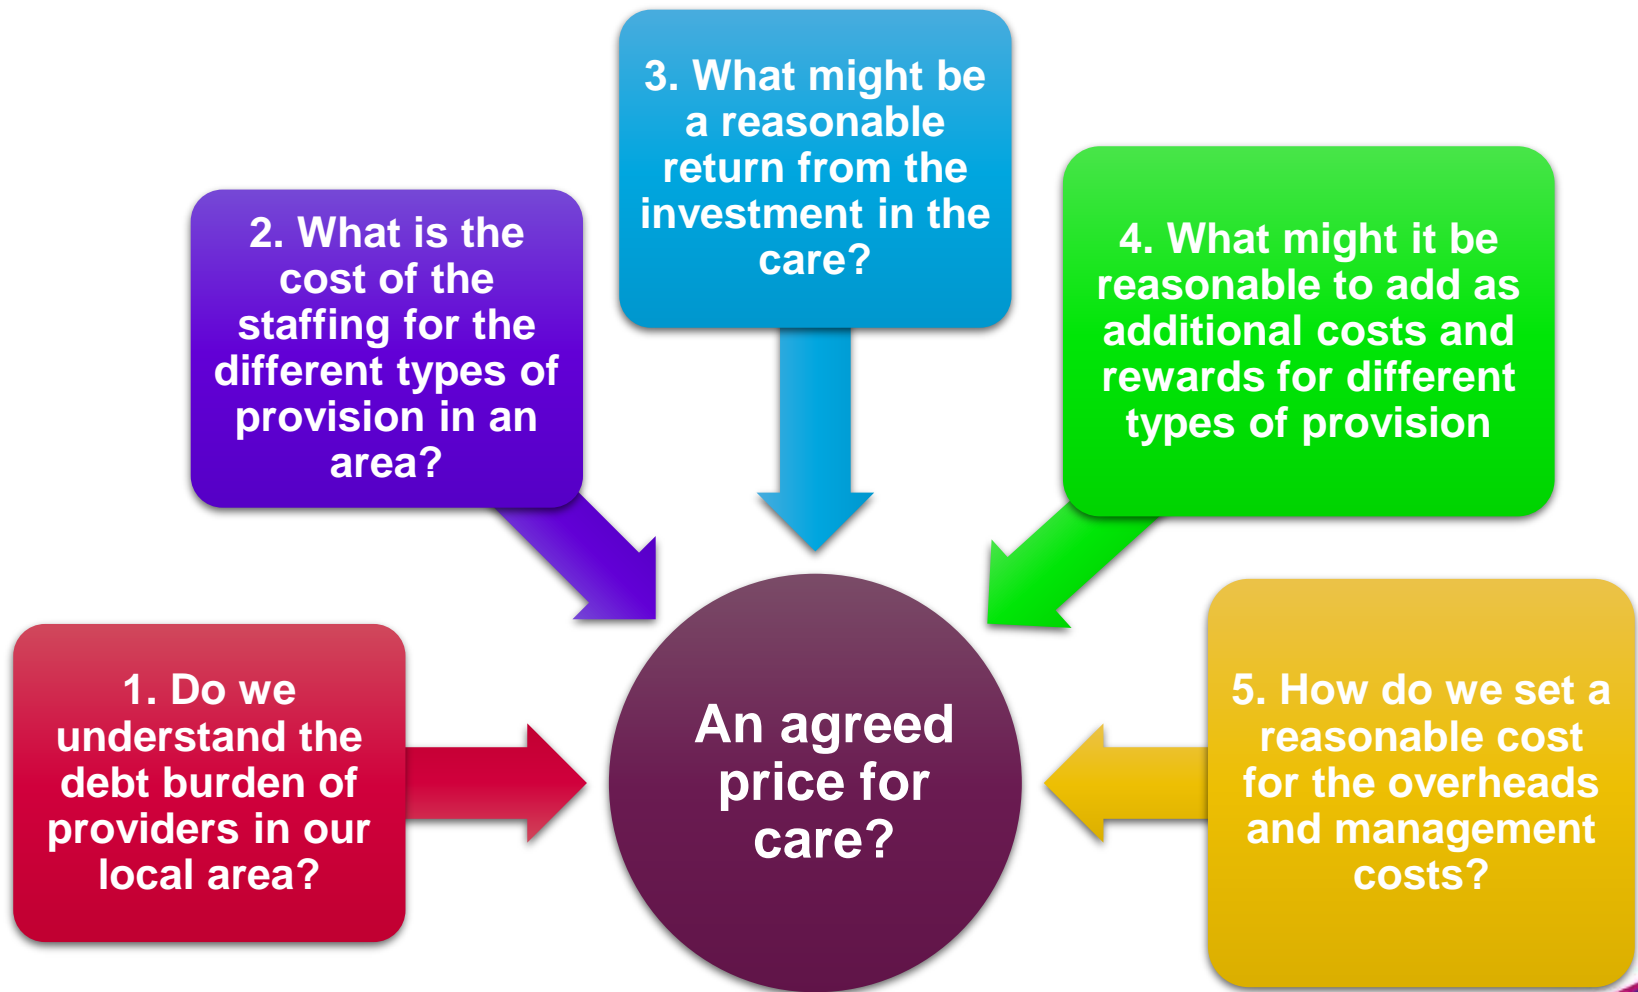 1. Do we
understand the
debt burden of
providers in our
local area?
2. What is the
cost of the
staffing for the
different types of
provision in an
area?
3. What might be
a reasonable
return from the
investment in the
care?
4. What might it be
reasonable to add as
additional costs and
rewards for different
types of provision
5. How do we set a
reasonable cost
for the overheads
and management
costs?
An agreed
price for
care?